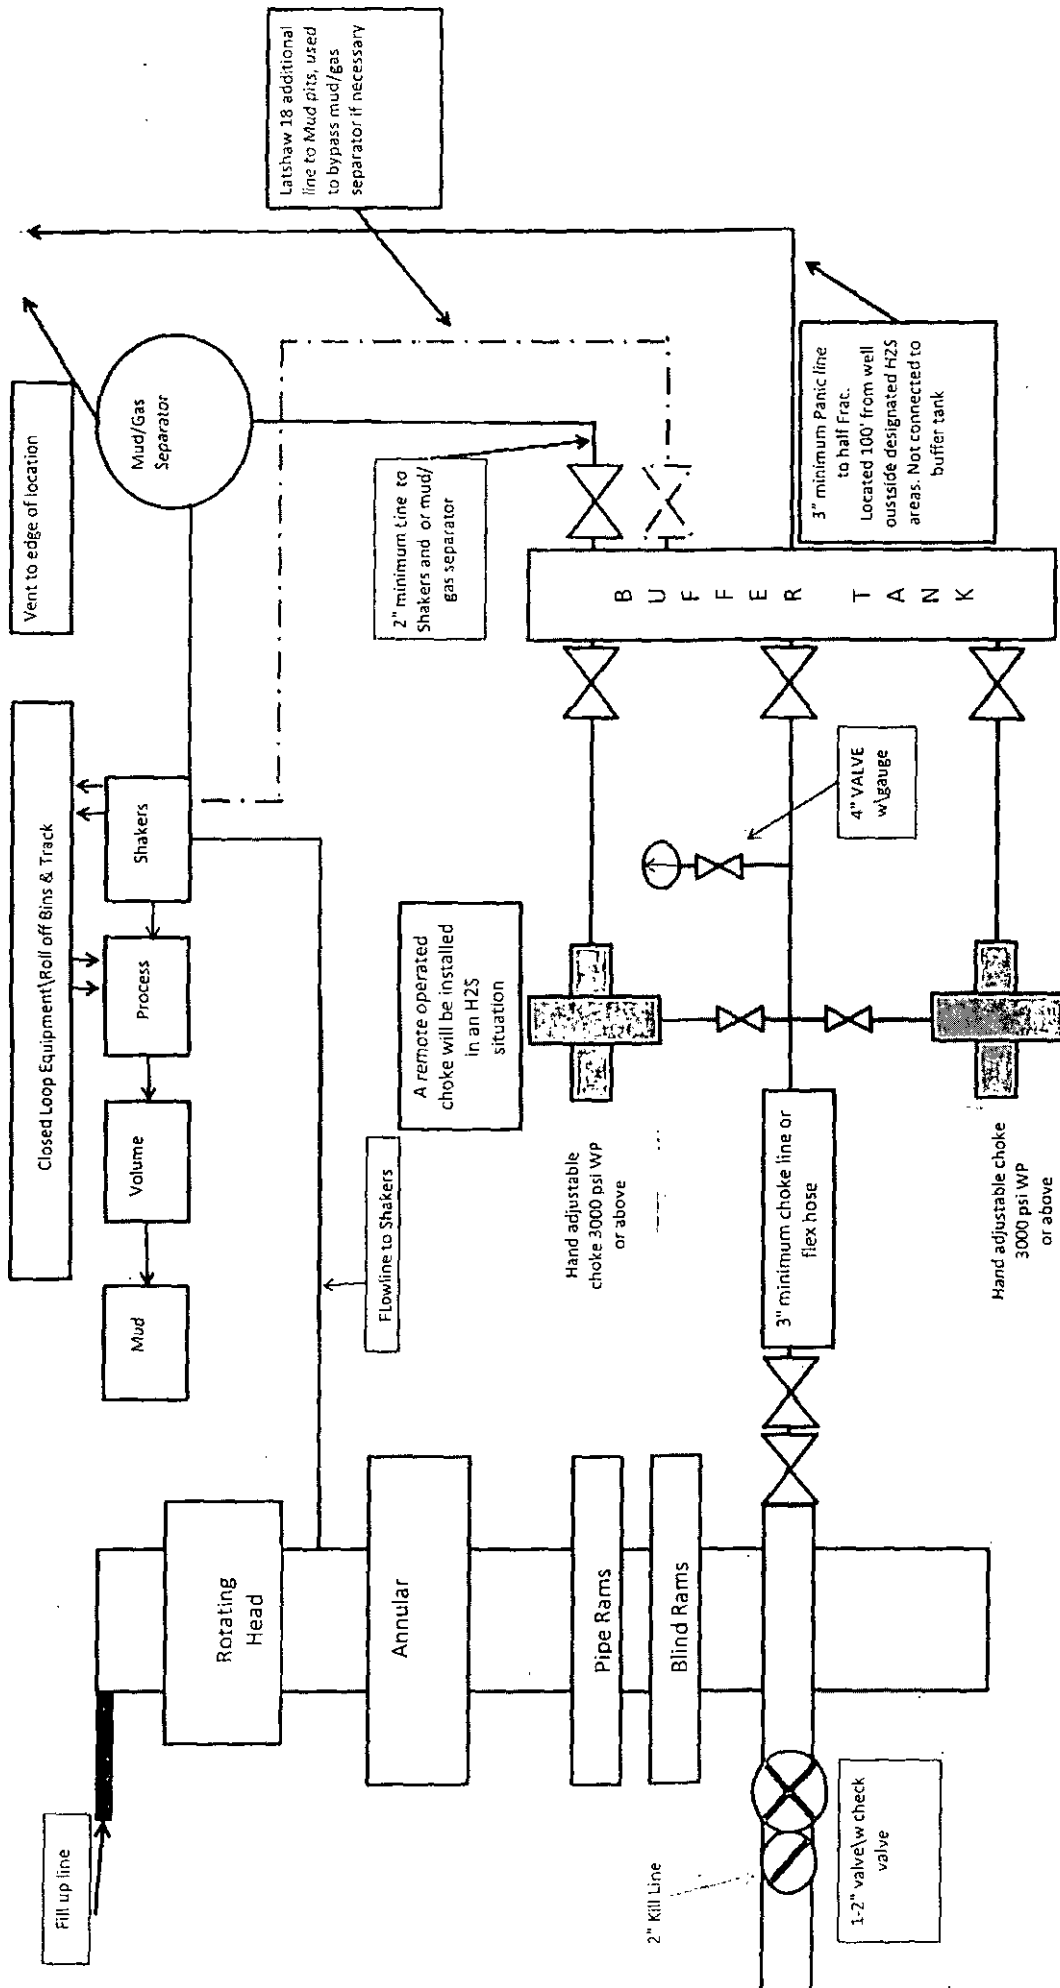 Fill up line
Rotating
Head
Annular
Pipe Rams
Blind Rams
2" Kill Line
1-2" valve\w check
valve
Closed Loop Equipment\Roll off Bins & Track
Mud
Volume
Process
Shakers
FLowline to Shakers
Vent to edge of location
Mud/Gas
Separator
Latshaw 18 additional
line to Mud pits, used
to bypass mud/gas
separator if necessary
2" minimum Line to
Shakers and or mud/
gas separator
A remote operated
choke will be installed
in an H2S
situation
Hand adjustable
choke 3000 psi WP
or above
3" minimum choke line or
flex hose
4" VALVE
w\gauge
Hand adjustable choke
3000 psi WP
or above
BUFFER TANK
3" minimum Panic line
to half Frac.
Located 100' from well
oustside designated H2S
areas. Not connected to
buffer tank